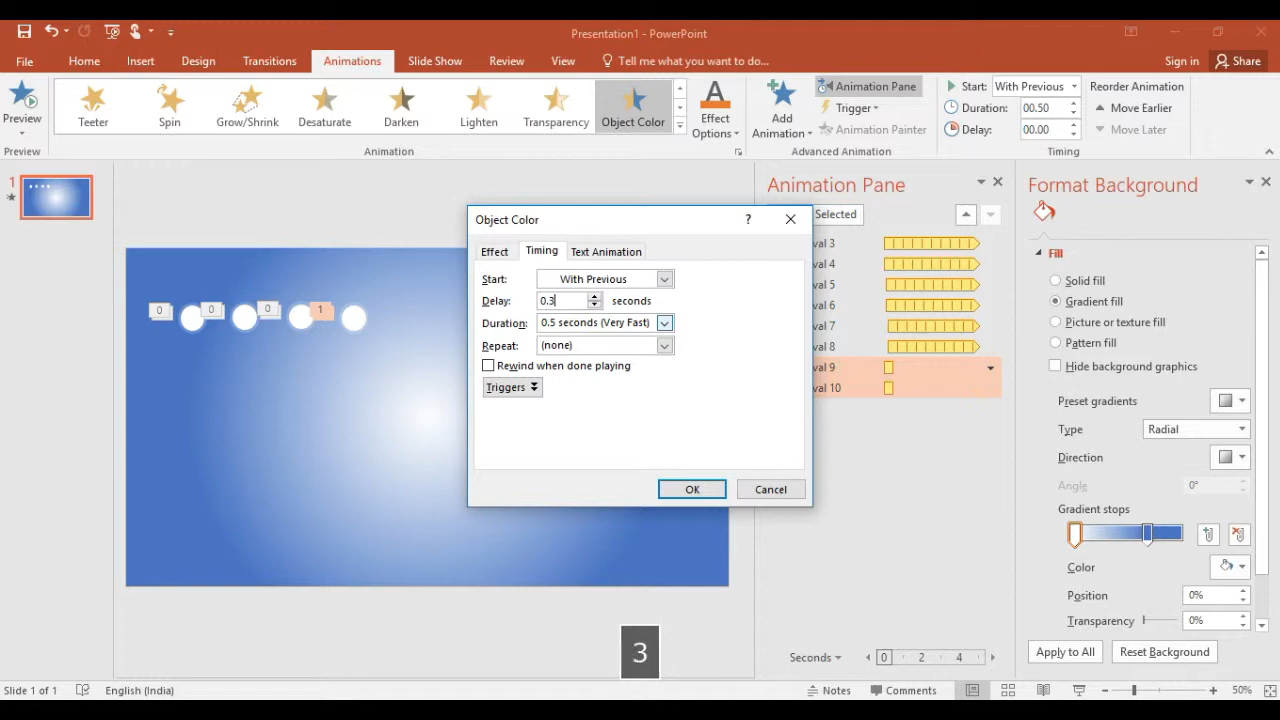 Presentation1 - PowerPoint
File Home Insert Design Transitions Animations Slide Show Review View Tell me what you want to do... Sign in Share
Preview Teeter Spin Grow/Shrink Desaturate Darken Lighten Transparency Object Color Effect Options Add Animation Animation Pane Trigger Animation Painter Start: With Previous Reorder Animation
Duration: 00.50 Move Earlier
Delay: 00.00 Move Later
Preview Animation Advanced Animation Timing
1
0 0 0 1
Object Color ?
Effect Timing Text Animation
Start: With Previous
Delay: 0.3 seconds
Duration: 0.5 seconds (Very Fast)
Repeat: (none)
Rewind when done playing
Triggers
OK Cancel
Animation Pane
Selected
val 3
val 4
val 5
val 6
val 7
val 8
val 9
val 10
Seconds 0 2 4
Format Background
Fill
Solid fill
Gradient fill
Picture or texture fill
Pattern fill
Hide background graphics
Preset gradients
Type Radial
Direction
Angle 0°
Gradient stops
Color
Position 0%
Transparency 0%
Apply to All Reset Background
3
Slide 1 of 1 English (India) Notes Comments 50%